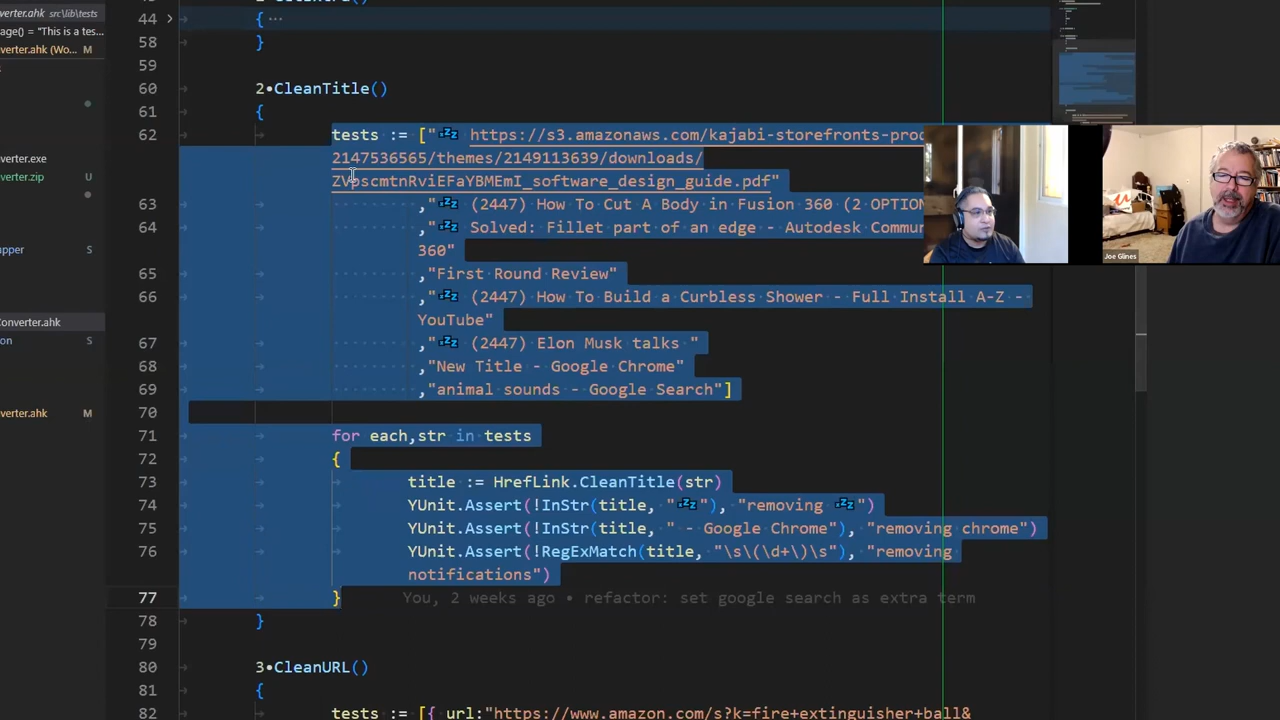 verter.ahk src\lib\tests
age() = "This is a tes
verter.ahk (Wo... M
verter.exe
verter.zip
pper S
onverter.ahk
on S
verter.ahk M
44 > { ···
58 }
59
60 2•CleanTitle()
61 {
62 tests := ["💤 https://s3.amazonaws.com/kajabi-storefronts-prod
2147536565/themes/2149113639/downloads/
ZVpscmtnRviEFaYBMEmI_software_design_guide.pdf"
63 ,"💤 (2447) How To Cut A Body in Fusion 360 (2 OPTION
64 ,"💤 Solved: Fillet part of an edge - Autodesk Commun
360"
65 ,"First Round Review"
66 ,"💤 (2447) How To Build a Curbless Shower - Full Install A-Z -
YouTube"
67 ,"💤 (2447) Elon Musk talks "
68 ,"New Title - Google Chrome"
69 ,"animal sounds - Google Search"]
70
71 for each,str in tests
72 {
73 title := HrefLink.CleanTitle(str)
74 YUnit.Assert(!InStr(title, "💤"), "removing 💤")
75 YUnit.Assert(!InStr(title, " - Google Chrome"), "removing chrome")
76 YUnit.Assert(!RegExMatch(title, "\s\(\d+\)\s"), "removing
notifications")
77 } You, 2 weeks ago • refactor: set google search as extra term
78 }
79
80 3•CleanURL()
81 {
82 tests := [{ url:"https://www.amazon.com/s?k=fire+extinguisher+ball&
Joe Glines